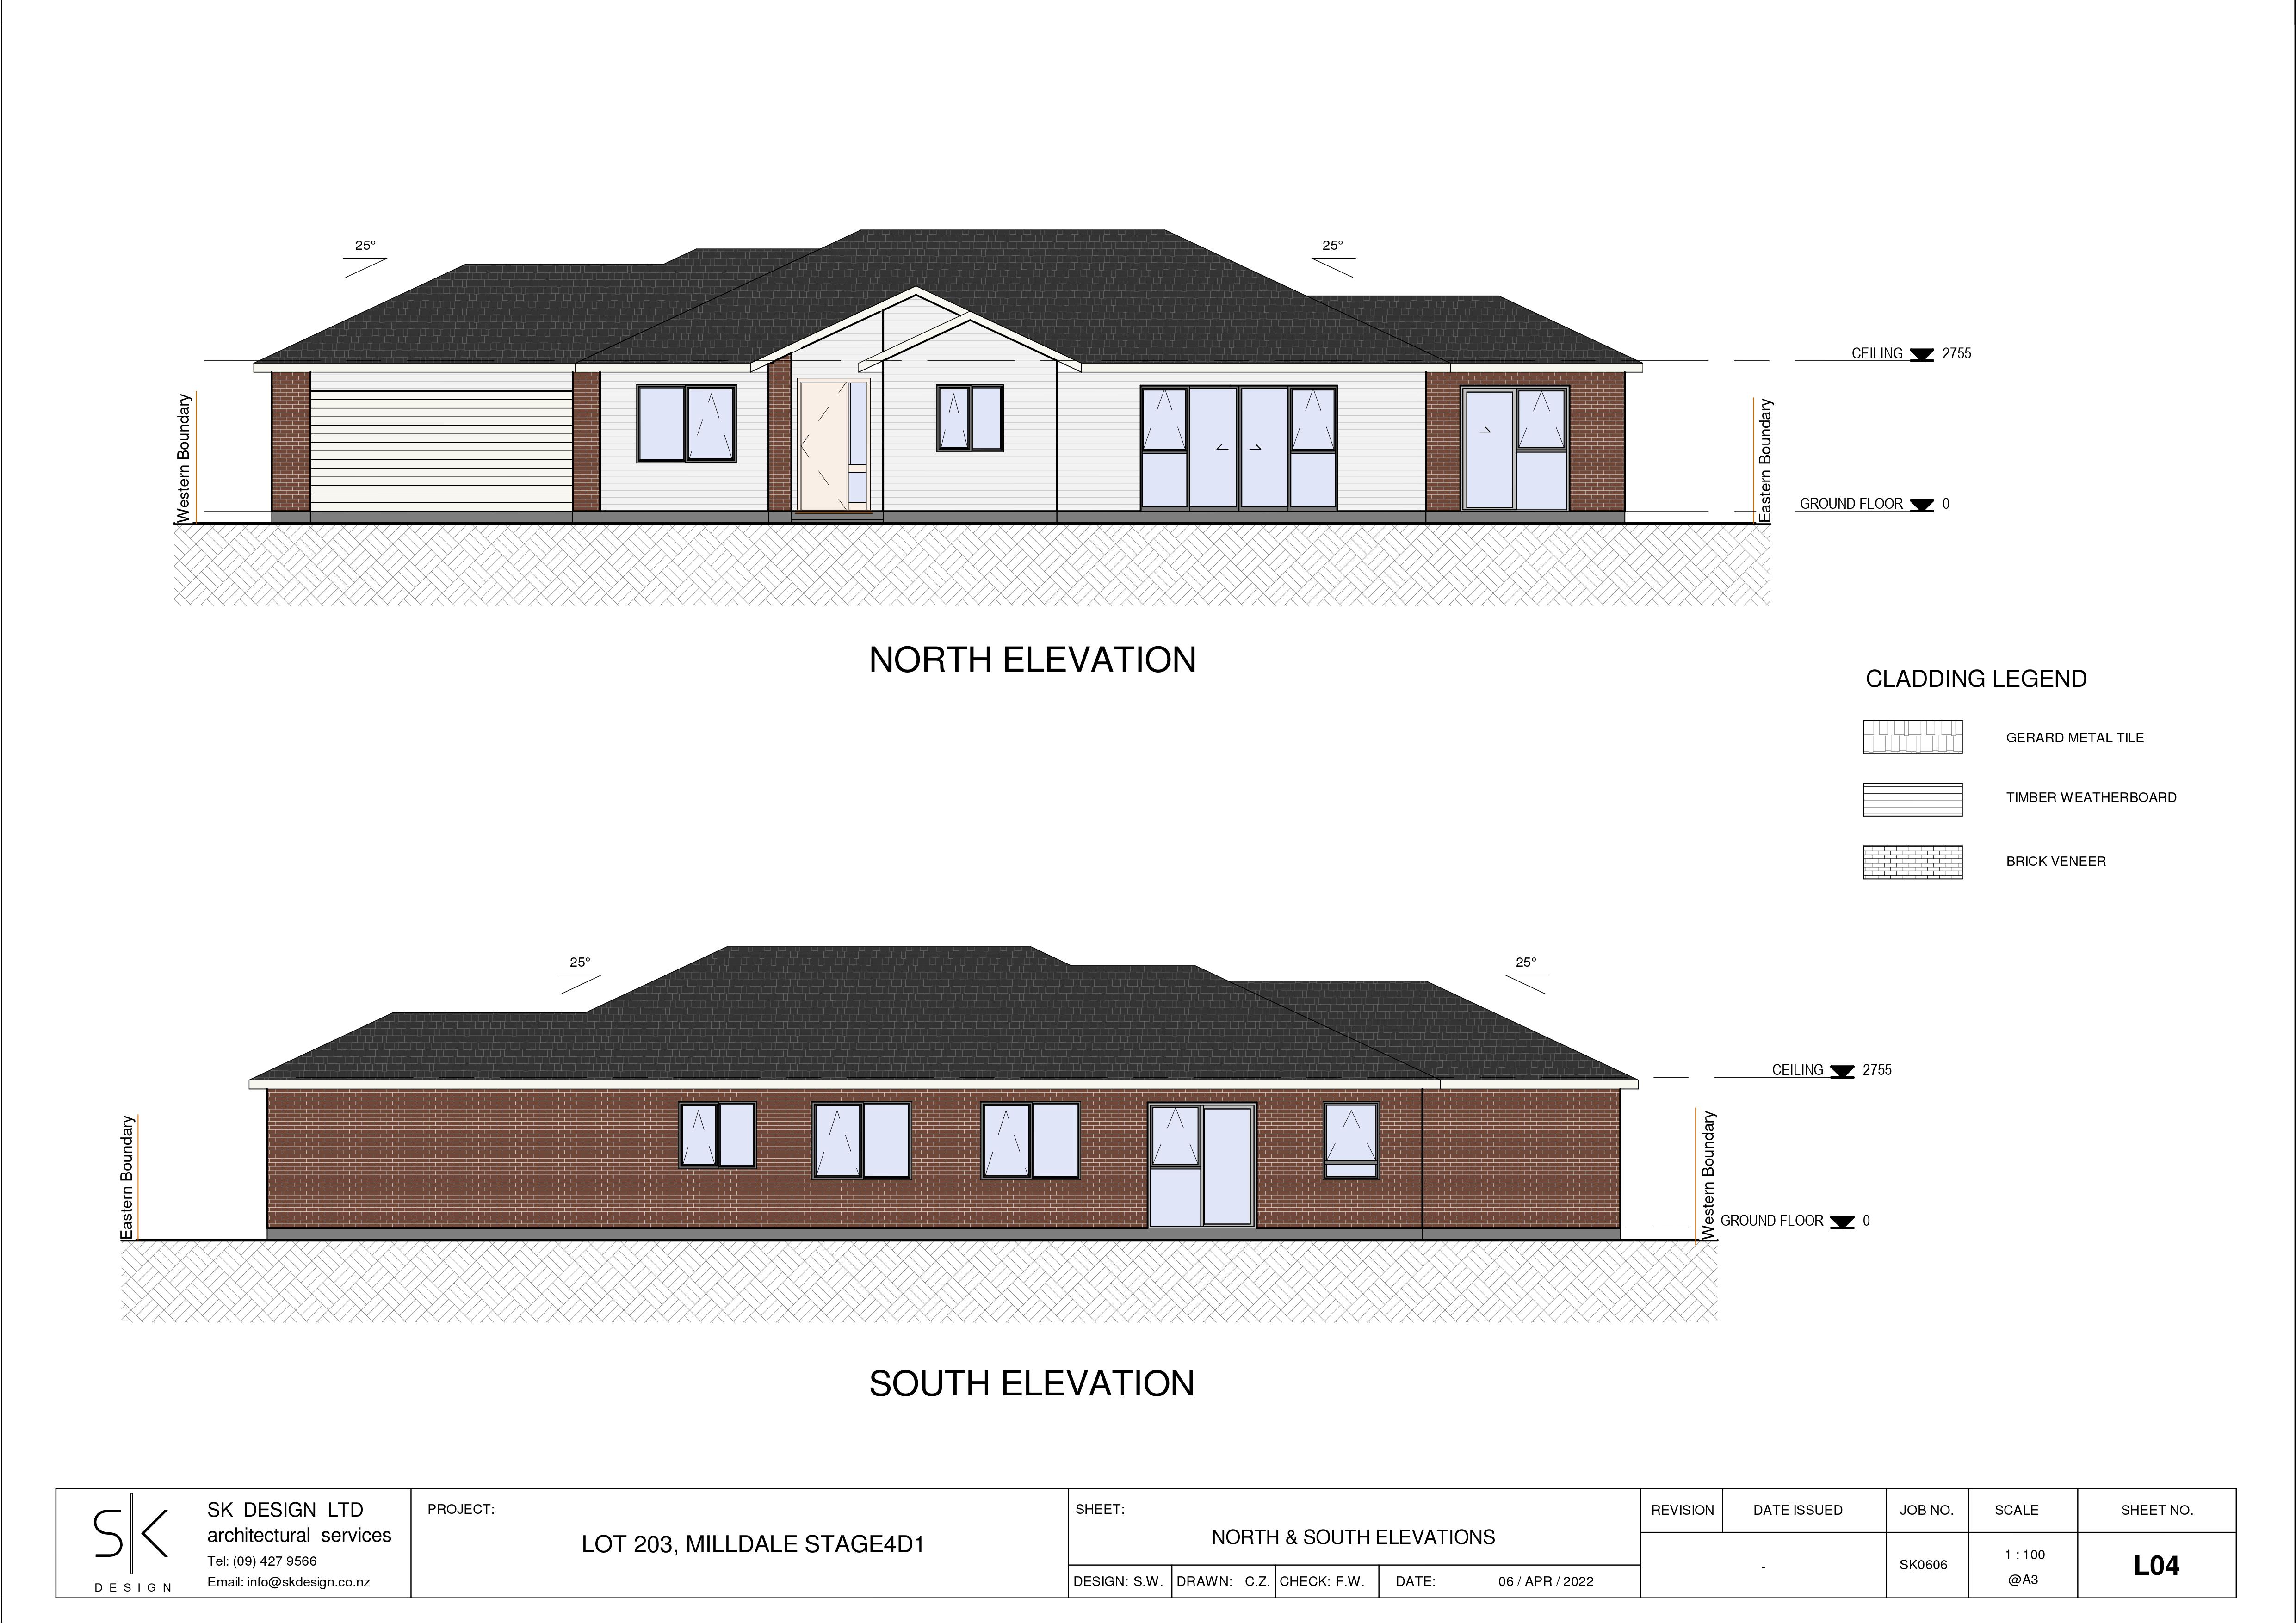 25°
25°
CEILING 2755
Western Boundary
Eastern Boundary
GROUND FLOOR 0
NORTH ELEVATION
CLADDING LEGEND
GERARD METAL TILE
TIMBER WEATHERBOARD
BRICK VENEER
25°
25°
CEILING 2755
Eastern Boundary
Western Boundary
GROUND FLOOR 0
SOUTH ELEVATION
SK
DESIGN
SK DESIGN LTD
architectural services
Tel: (09) 427 9566
Email: info@skdesign.co.nz
PROJECT:
LOT 203, MILLDALE STAGE4D1
SHEET:
NORTH & SOUTH ELEVATIONS
DESIGN: S.W. DRAWN: C.Z. CHECK: F.W. DATE: 06 / APR / 2022
REVISION DATE ISSUED JOB NO. SCALE SHEET NO.
- SK0606 1 : 100 L04
@A3